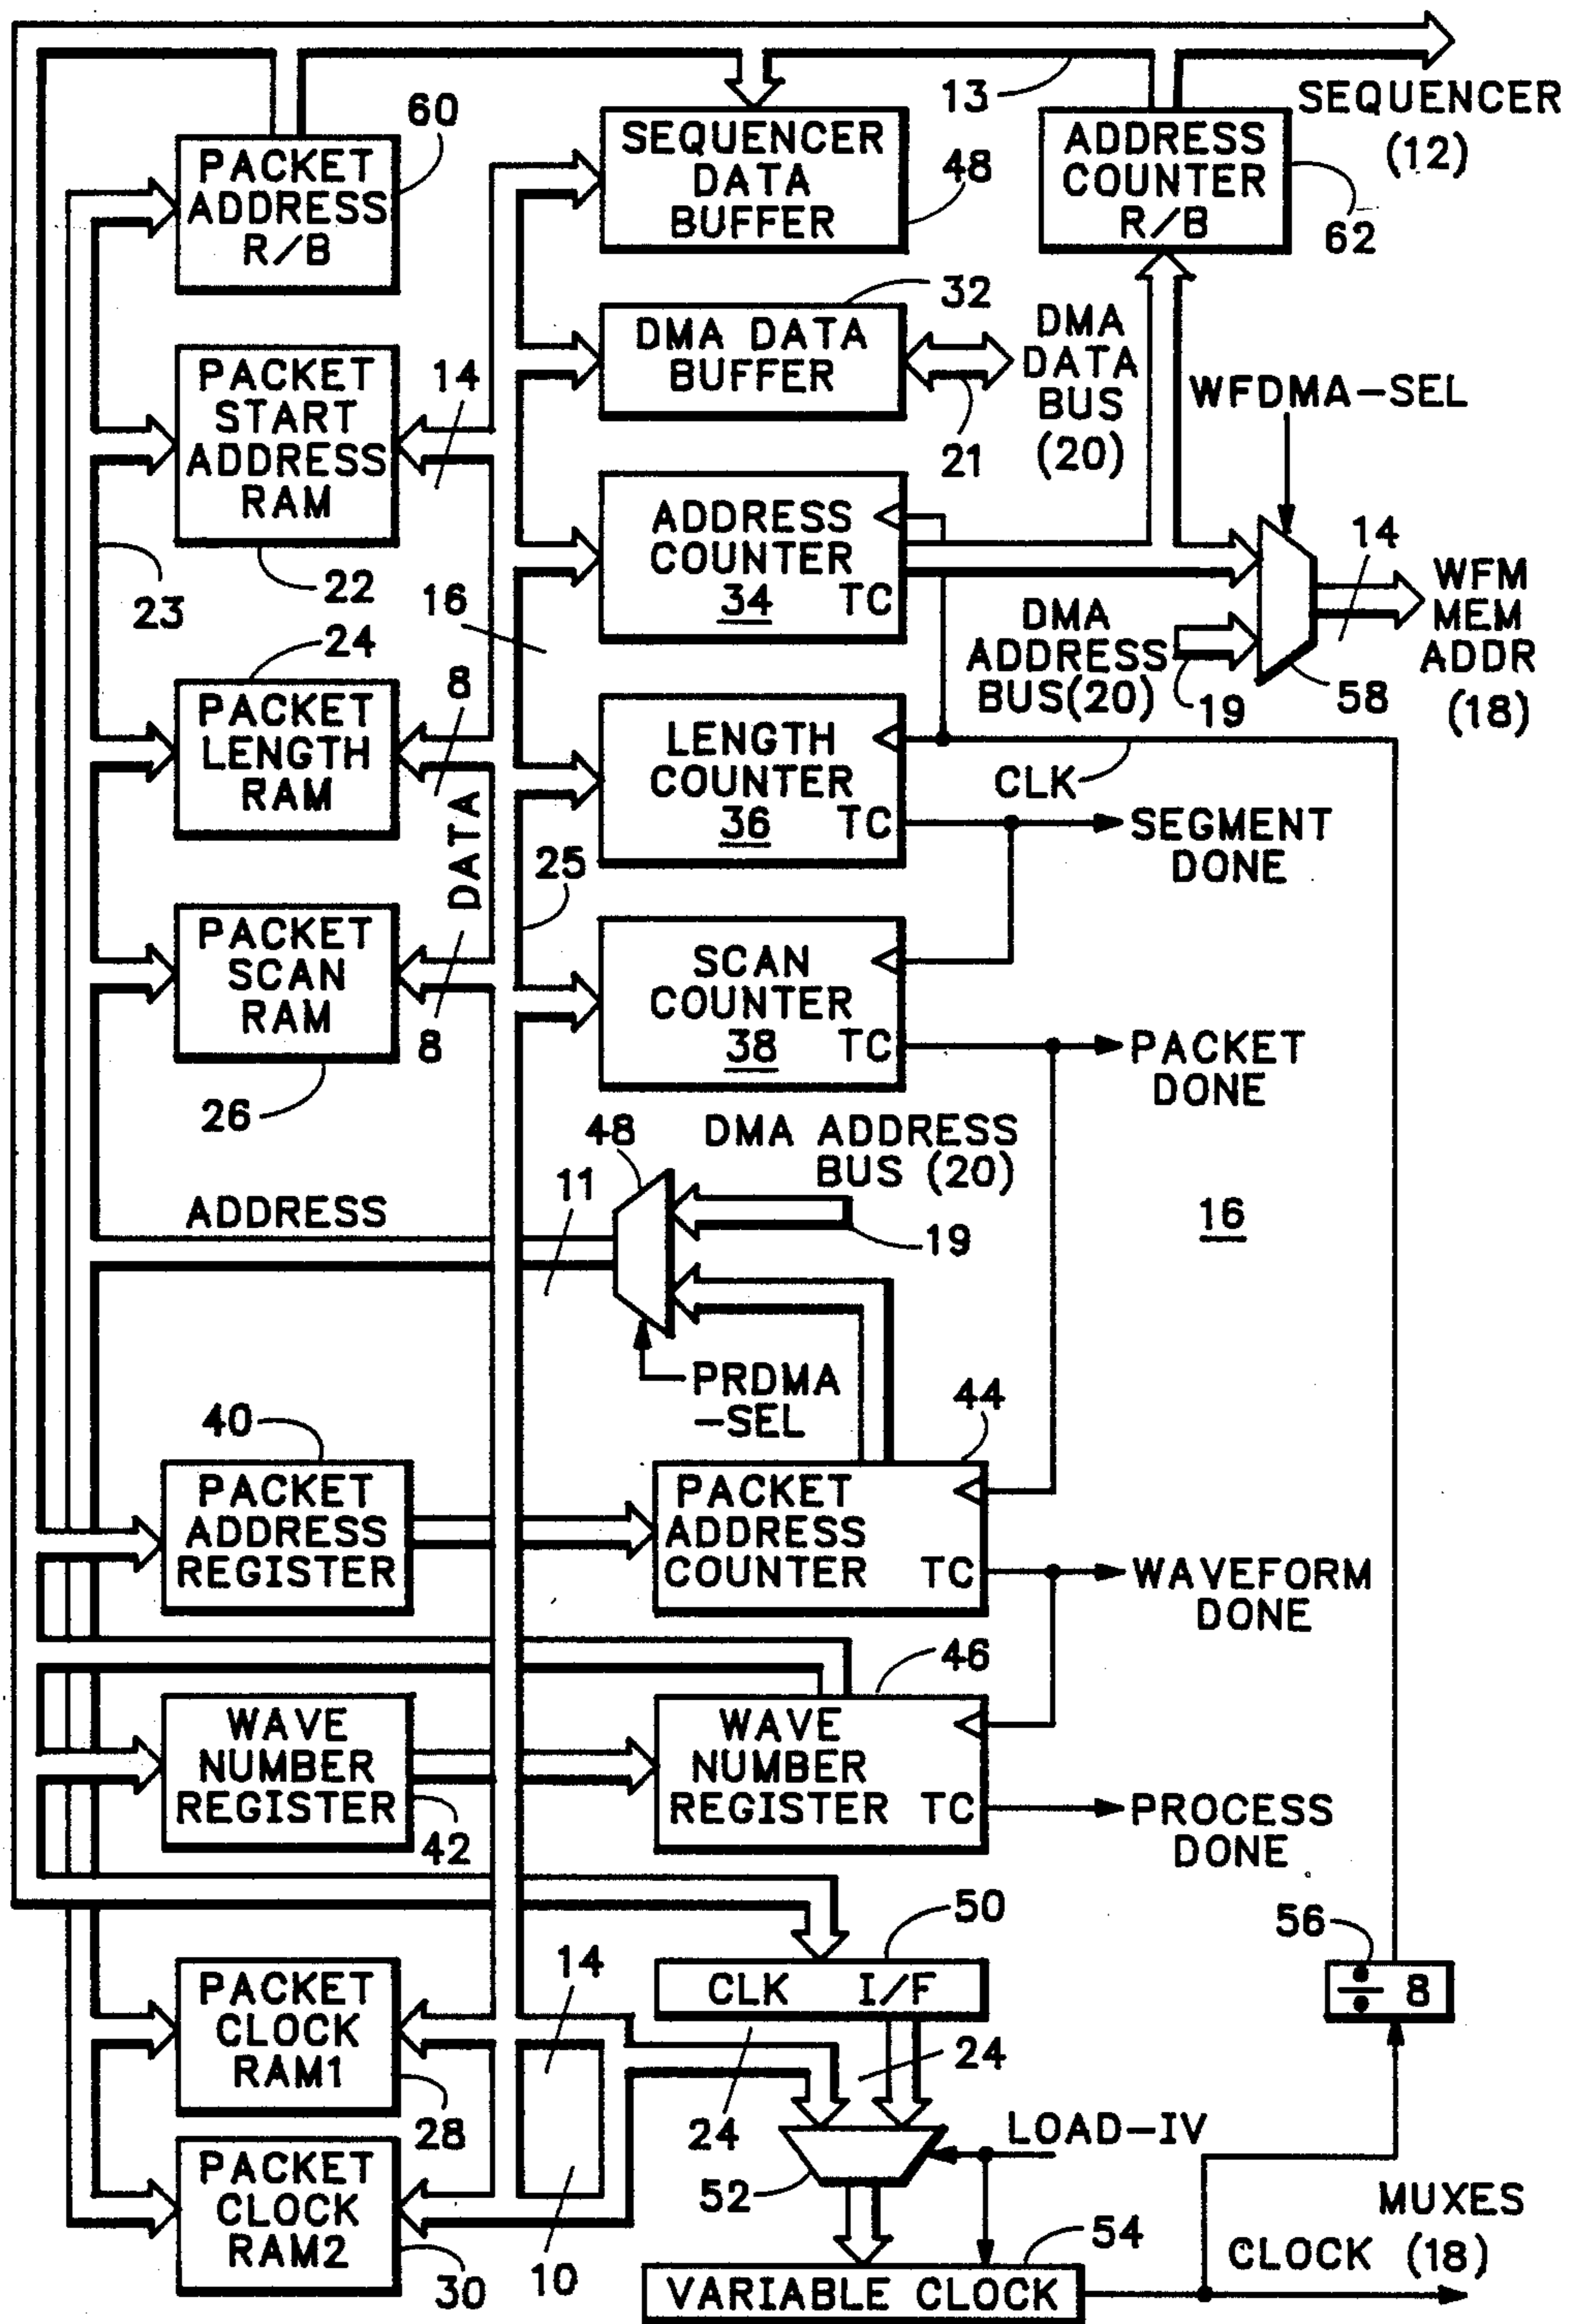 13
SEQUENCER
(12)
60
PACKET
ADDRESS
R/B
SEQUENCER
DATA
BUFFER
48
ADDRESS
COUNTER
R/B
62
32
DMA DATA
BUFFER
21
DMA
DATA
BUS
(20)
WFDMA-SEL
PACKET
START
ADDRESS
RAM
14
22
23
16
ADDRESS
COUNTER
34 TC
14
WFM
MEM
ADDR
(18)
DMA
ADDRESS
BUS(20)
19
58
24
PACKET
LENGTH
RAM
8
DATA
LENGTH
COUNTER
36 TC
CLK
SEGMENT
DONE
25
PACKET
SCAN
RAM
8
26
SCAN
COUNTER
38 TC
PACKET
DONE
48
DMA ADDRESS
BUS (20)
11
ADDRESS
19
16
PRDMA
-SEL
40
44
PACKET
ADDRESS
REGISTER
PACKET
ADDRESS
COUNTER TC
WAVEFORM
DONE
46
WAVE
NUMBER
REGISTER
42
WAVE
NUMBER
REGISTER TC
PROCESS
DONE
50
56
÷ 8
14
CLK I/F
PACKET
CLOCK
RAM1
28
24
24
LOAD-IV
PACKET
CLOCK
RAM2
30
10
52
54
VARIABLE CLOCK
MUXES
CLOCK (18)